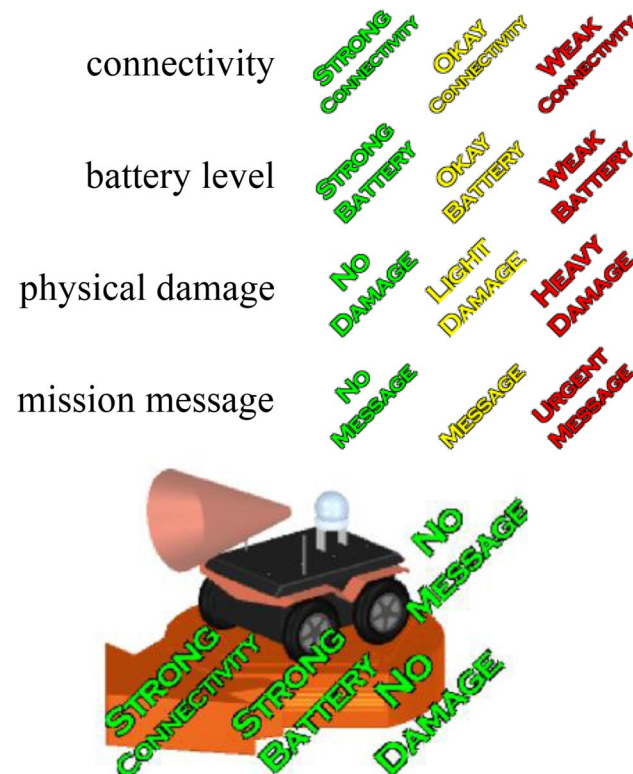 connectivity
STRONG
CONNECTIVITY
OKAY
CONNECTIVITY
WEAK
CONNECTIVITY
battery level
STRONG
BATTERY
OKAY
BATTERY
WEAK
BATTERY
physical damage
NO
DAMAGE
LIGHT
DAMAGE
HEAVY
DAMAGE
mission message
NO
MESSAGE
MESSAGE
URGENT
MESSAGE
NO
MESSAGE
STRONG
CONNECTIVITY
STRONG
BATTERY
NO
DAMAGE